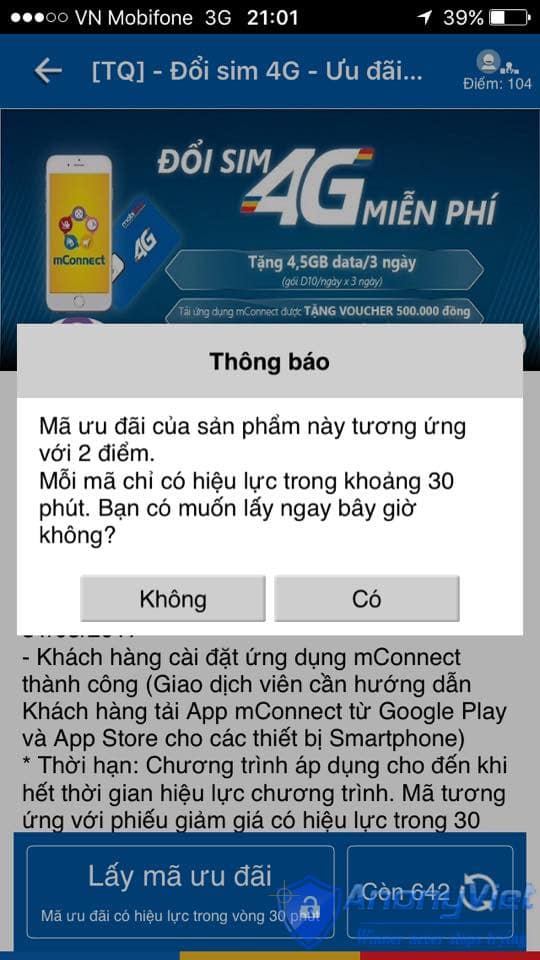 VN Mobifone 3G 21:01 39%
[TQ] - Đổi sim 4G - Ưu đãi...
Điểm: 104
ĐỔI SIM 4G MIỄN PHÍ
mConnect
4G
Tặng 4,5GB data/3 ngày
(gói D10/ngày x 3 ngày)
Tải ứng dụng mConnect được TẶNG VOUCHER 500.000 đồng
Thông báo
Mã ưu đãi của sản phẩm này tương ứng
với 2 điểm.
Mỗi mã chỉ có hiệu lực trong khoảng 30
phút. Bạn có muốn lấy ngay bây giờ
không?
Không
Có
- Khách hàng cài đặt ứng dụng mConnect
thành công (Giao dịch viên cần hướng dẫn
Khách hàng tải App mConnect từ Google Play
và App Store cho các thiết bị Smartphone)
* Thời hạn: Chương trình áp dụng cho đến khi
hết thời gian hiệu lực chương trình. Mã tương
ứng với phiếu giảm giá có hiệu lực trong 30
Lấy mã ưu đãi
Mã ưu đãi có hiệu lực trong vòng 30 phút
Còn 642
AnonyViet
Winner never stops trying